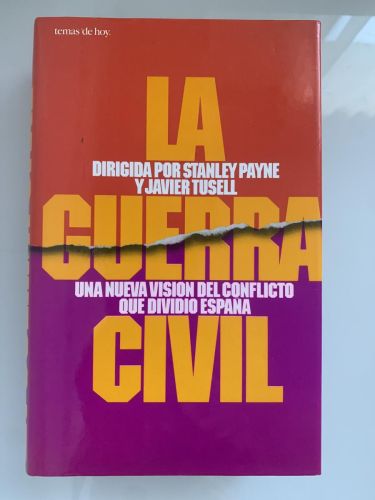 temas de hoy.
LA
DIRIGIDA POR STANLEY PAYNE
Y JAVIER TUSELL
GUERRA
UNA NUEVA VISION DEL CONFLICTO
QUE DIVIDIO ESPAÑA
CIVIL